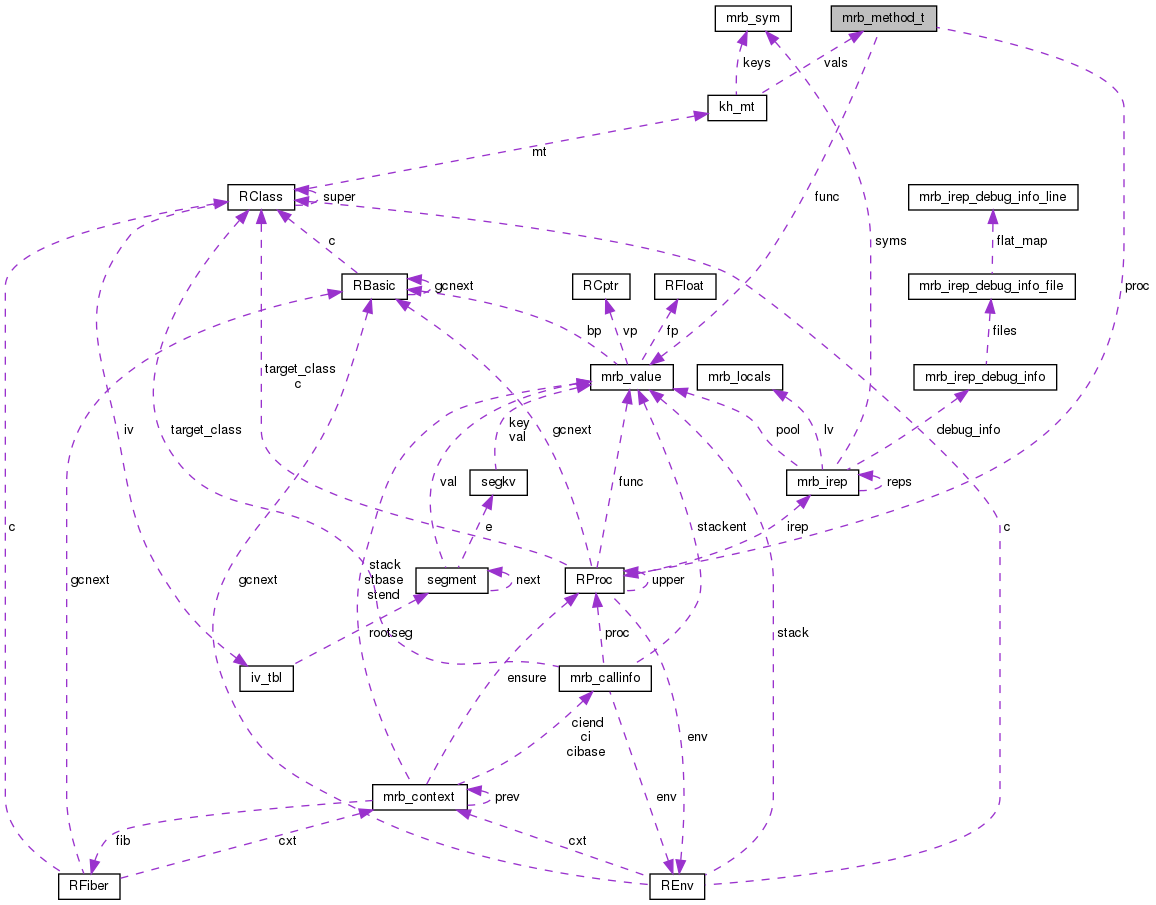 mrb_sym
mrb_method_t
keys
vals
kh_mt
mt
RClass
super
func
mrb_irep_debug_info_line
syms
flat_map
c
RBasic
gcnext
RCptr
RFloat
mrb_irep_debug_info_file
proc
bp
vp
fp
files
target_class
c
mrb_value
mrb_locals
mrb_irep_debug_info
iv
target_class
key
val
gcnext
pool
lv
debug_info
val
segkv
func
mrb_irep
reps
c
e
stackent
irep
c
gcnext
gcnext
stack
stbase
stend
segment
next
RProc
upper
rootseg
proc
stack
iv_tbl
ensure
mrb_callinfo
ciend
ci
cibase
env
mrb_context
prev
env
fib
cxt
cxt
RFiber
REnv